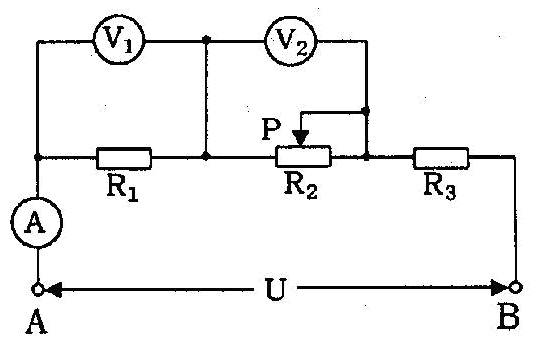 V₁ V₂
P
R₁ R₂ R₃
A
U
A B